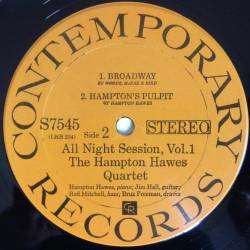 CONTEMPORARY
1. BROADWAY
2. HAMPTON'S PULPIT
BY HAMPTON HAWES
S7545
Side 2
STEREO
All Night Session, Vol.1
The Hampton Hawes
Quartet
Hampton Hawes, piano; Jim Hall, guitar;
Red Mitchell, bass, Bruz Freeman, drums
CR
RECORDS